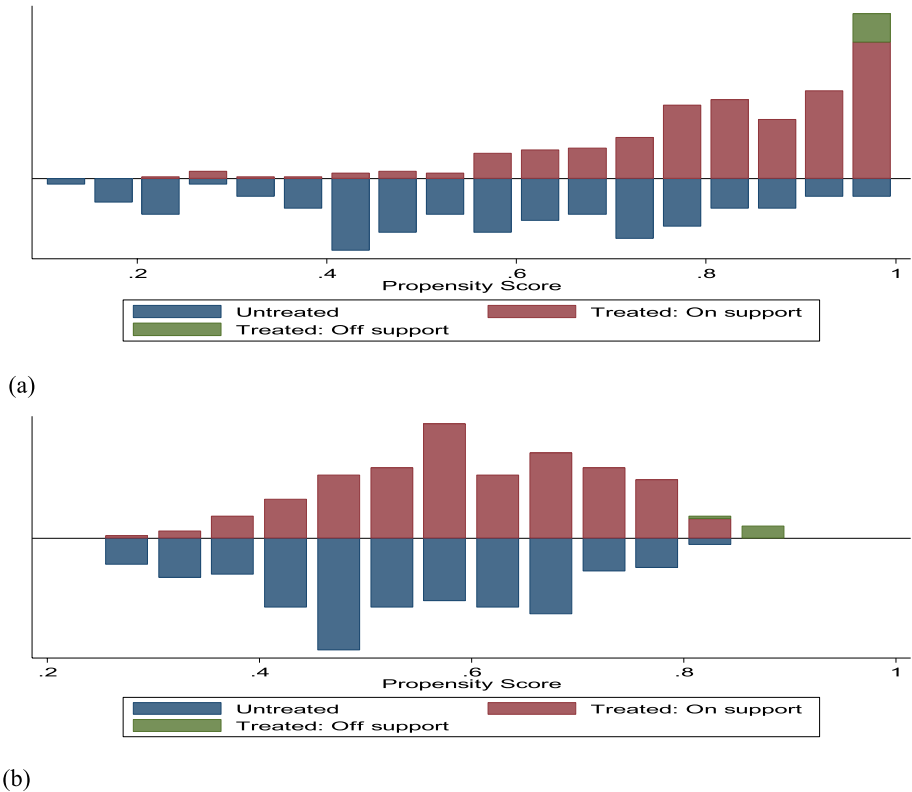 .2 .4 .6 .8 1
Propensity Score
Untreated Treated: On support
Treated: Off support
(a)
.2 .4 .6 .8 1
Propensity Score
Untreated Treated: On support
Treated: Off support
(b)